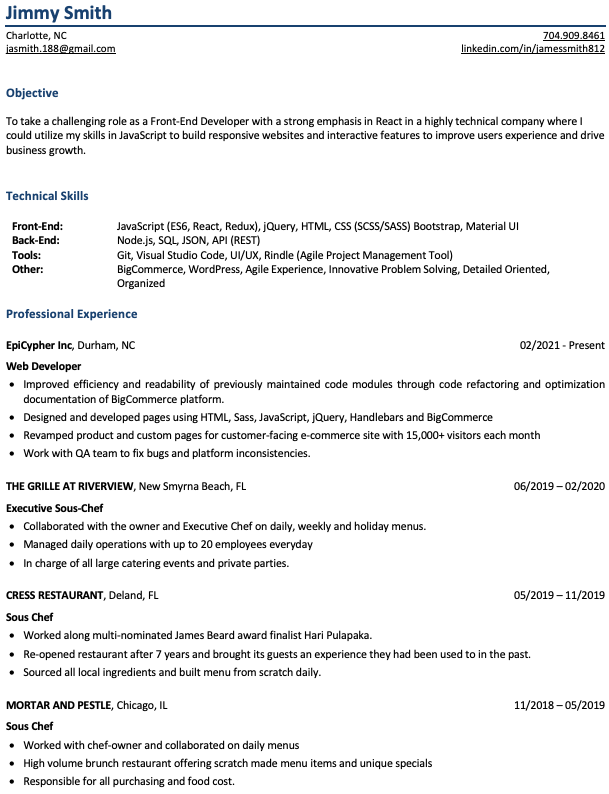 Jimmy Smith
Charlotte, NC 704.909.8461
jasmith.188@gmail.com linkedin.com/in/jamessmith812
Objective
To take a challenging role as a Front-End Developer with a strong emphasis in React in a highly technical company where I
could utilize my skills in JavaScript to build responsive websites and interactive features to improve users experience and drive
business growth.
Technical Skills
Front-End: JavaScript (ES6, React, Redux), jQuery, HTML, CSS (SCSS/SASS) Bootstrap, Material UI
Back-End: Node.js, SQL, JSON, API (REST)
Tools: Git, Visual Studio Code, UI/UX, Rindle (Agile Project Management Tool)
Other: BigCommerce, WordPress, Agile Experience, Innovative Problem Solving, Detailed Oriented,
Organized
Professional Experience
EpiCypher Inc, Durham, NC 02/2021 - Present
Web Developer
• Improved efficiency and readability of previously maintained code modules through code refactoring and optimization
documentation of BigCommerce platform.
• Designed and developed pages using HTML, Sass, JavaScript, jQuery, Handlebars and BigCommerce
• Revamped product and custom pages for customer-facing e-commerce site with 15,000+ visitors each month
• Work with QA team to fix bugs and platform inconsistencies.
THE GRILLE AT RIVERVIEW, New Smyrna Beach, FL 06/2019 – 02/2020
Executive Sous-Chef
• Collaborated with the owner and Executive Chef on daily, weekly and holiday menus.
• Managed daily operations with up to 20 employees everyday
• In charge of all large catering events and private parties.
CRESS RESTAURANT, Deland, FL 05/2019 – 11/2019
Sous Chef
• Worked along multi-nominated James Beard award finalist Hari Pulapaka.
• Re-opened restaurant after 7 years and brought its guests an experience they had been used to in the past.
• Sourced all local ingredients and built menu from scratch daily.
MORTAR AND PESTLE, Chicago, IL 11/2018 – 05/2019
Sous Chef
• Worked with chef-owner and collaborated on daily menus
• High volume brunch restaurant offering scratch made menu items and unique specials
• Responsible for all purchasing and food cost.